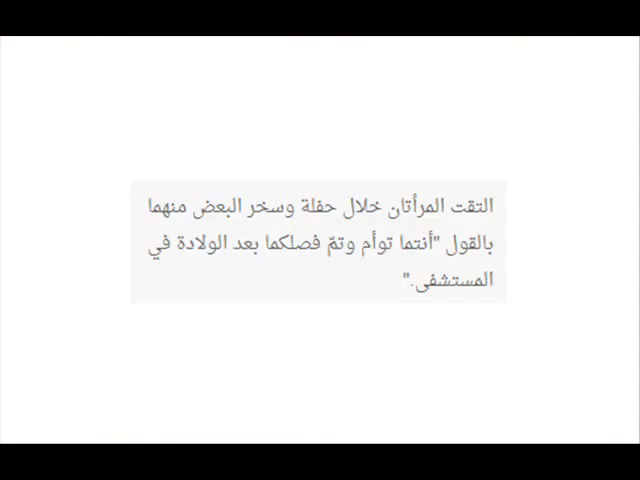 التقت المرأتان خلال حفلة وسخر البعض منهما
بالقول "أنتما توأم وتمّ فصلكما بعد الولادة في
المستشفى."